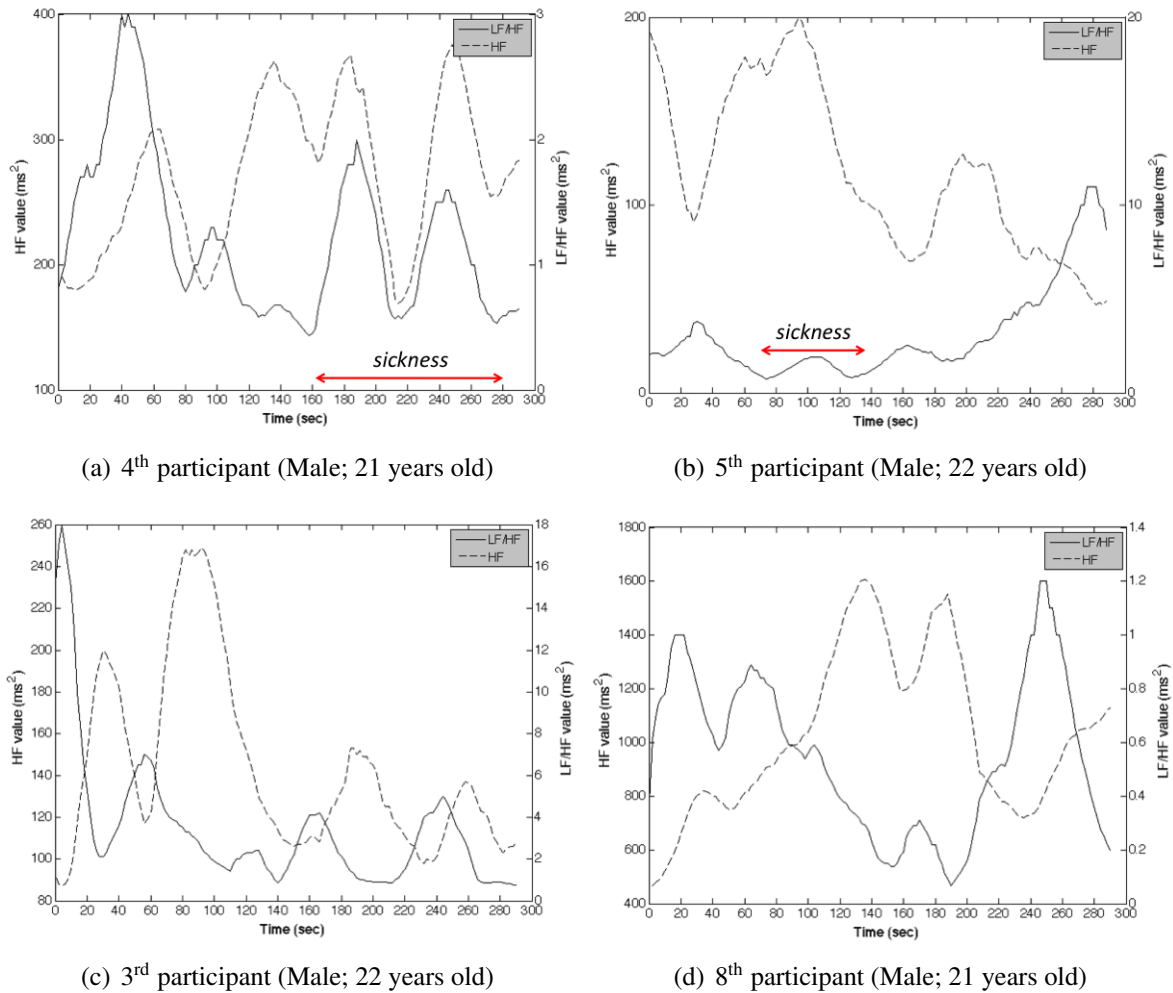 LF/HF
HF
400
300
200
100
HF value (ms²)
3
2
1
0
LF/HF value (ms²)
sickness
0 20 40 60 80 100 120 140 160 180 200 220 240 260 280 300
Time (sec)
(a) 4th participant (Male; 21 years old)
LF/HF
HF
200
100
0
HF value (ms²)
20
10
0
LF/HF value (ms²)
sickness
0 20 40 60 80 100 120 140 160 180 200 220 240 260 280 300
Time (sec)
(b) 5th participant (Male; 22 years old)
LF/HF
HF
260
240
220
200
180
160
140
120
100
80
HF value (ms²)
18
16
14
12
10
8
6
4
2
0
LF/HF value (ms²)
0 20 40 60 80 100 120 140 160 180 200 220 240 260 280 300
Time (sec)
(c) 3rd participant (Male; 22 years old)
LF/HF
HF
1800
1600
1400
1200
1000
800
600
400
HF value (ms²)
1.4
1.2
1
0.8
0.6
0.4
0.2
0
LF/HF value (ms²)
0 20 40 60 80 100 120 140 160 180 200 220 240 260 280 300
Time (sec)
(d) 8th participant (Male; 21 years old)